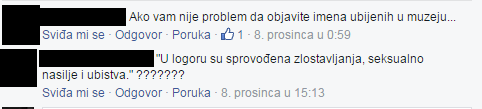 Ako vam nije problem da objavite imena ubijenih u muzeju...
Sviđa mi se · Odgovor · Poruka · 1 · 8. prosinca u 0:59
"U logoru su sprovođena zlostavljanja, seksualno
nasilje i ubistva." ???????
Sviđa mi se · Odgovor · Poruka · 8. prosinca u 15:13